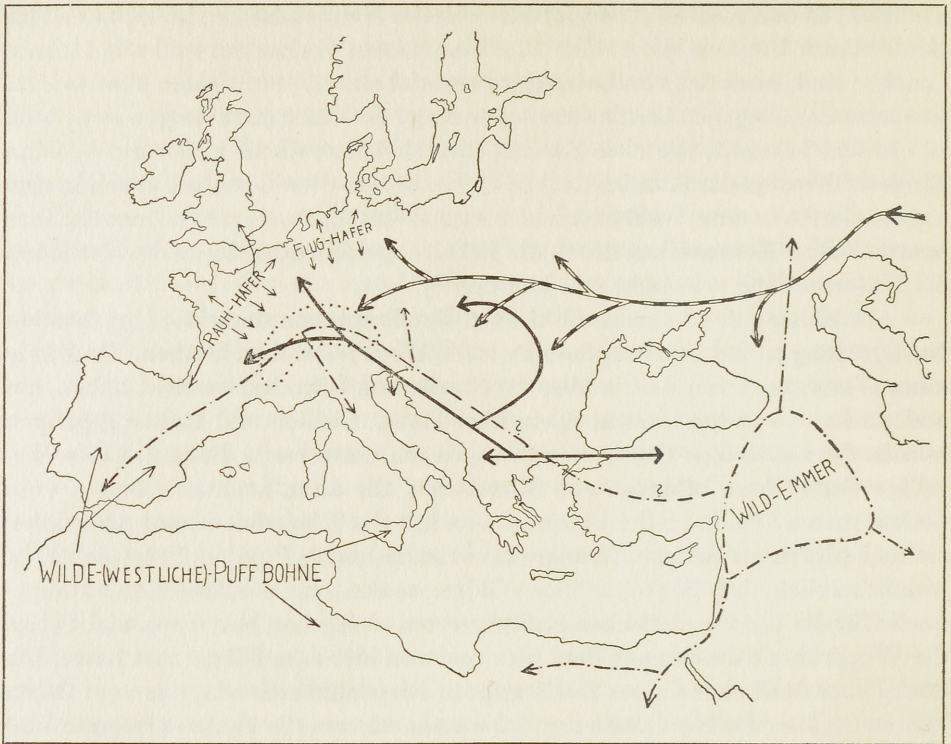 FLUG-HAFER
RAUH-HAFER
WILD-EMMER
WILDE-(WESTLICHE)-PUFF BOHNE